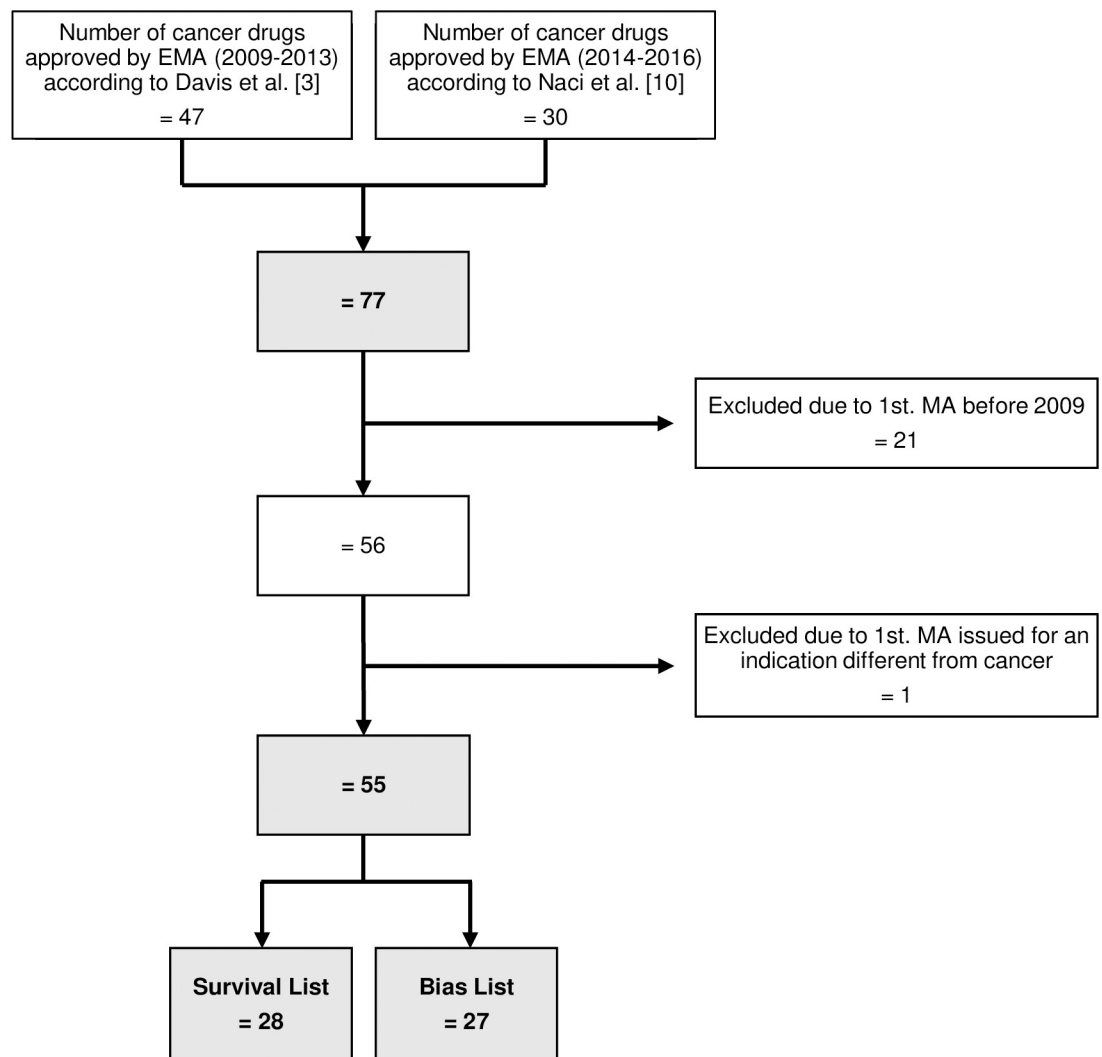 Number of cancer drugs
approved by EMA (2009-2013)
according to Davis et al. [3]
= 47
Number of cancer drugs
approved by EMA (2014-2016)
according to Naci et al. [10]
= 30
= 77
Excluded due to 1st. MA before 2009
= 21
= 56
Excluded due to 1st. MA issued for an
indication different from cancer
= 1
= 55
Survival List
= 28
Bias List
= 27